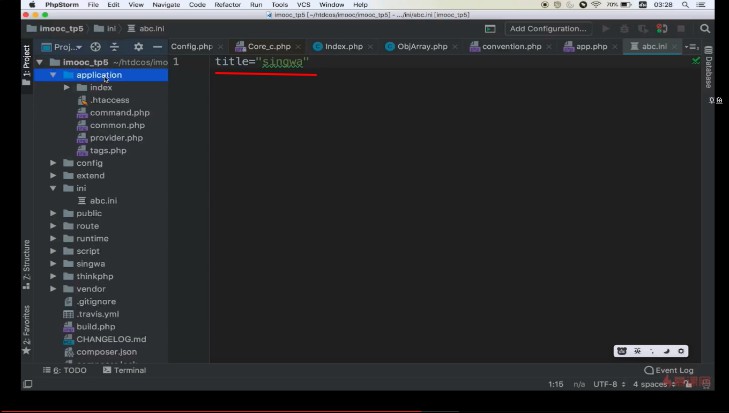 PhpStorm File Edit View Navigate Code Refactor Run Tools VCS Window Help 70% 03:28
imooc_tp5 [~/htdcos/imooc/imooc_tp5] - .../ini/abc.ini [imooc_tp5]
imooc_tp5 ini abc.ini Add Configuration...
Proj... Config.php Core_c.php Index.php ObjArray.php convention.php app.php abc.ini
1: Project
imooc_tp5 ~/htdcos/imo
1 title="singwa"
application
index
.htaccess
command.php
common.php
provider.php
tags.php
config
extend
ini
abc.ini
public
route
runtime
script
singwa
thinkphp
vendor
.gitignore
.travis.yml
build.php
CHANGELOG.md
composer.json
Database
Z: Structure
2: Favorites
英
6: TODO Terminal Event Log
1:15 n/a UTF-8 4 spaces